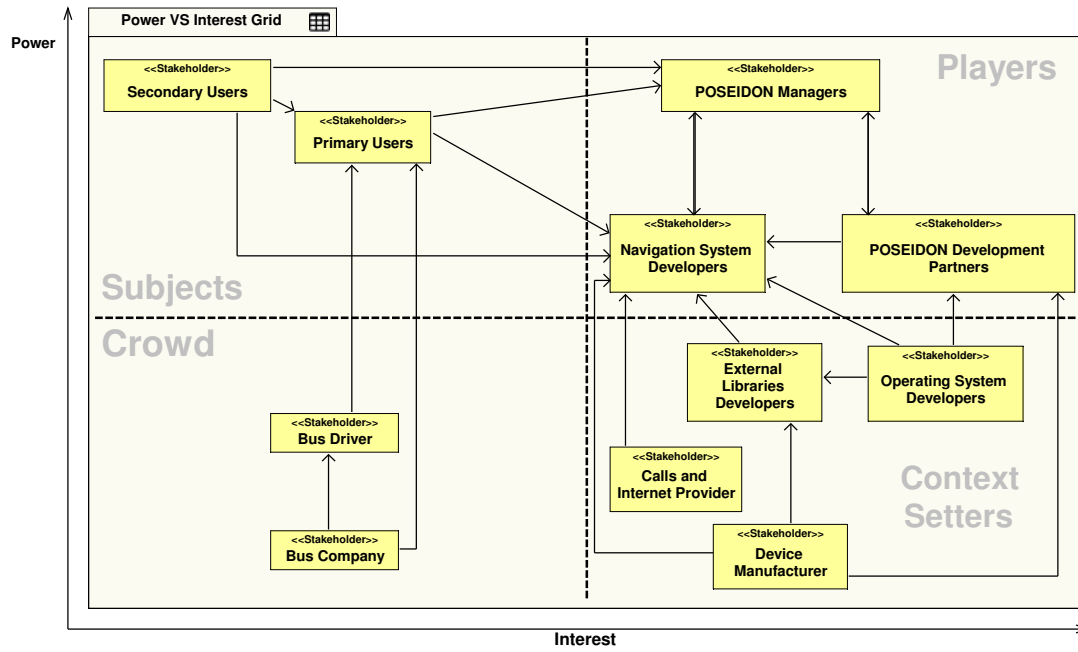 Power VS Interest Grid
Power
Players
<<Stakeholder>>
Secondary Users
<<Stakeholder>>
POSEIDON Managers
<<Stakeholder>>
Primary Users
<<Stakeholder>>
Navigation System
Developers
<<Stakeholder>>
POSEIDON Development
Partners
Subjects
Crowd
<<Stakeholder>>
External
Libraries
Developers
<<Stakeholder>>
Operating System
Developers
<<Stakeholder>>
Bus Driver
<<Stakeholder>>
Calls and
Internet Provider
Context
Setters
<<Stakeholder>>
Bus Company
<<Stakeholder>>
Device
Manufacturer
Interest